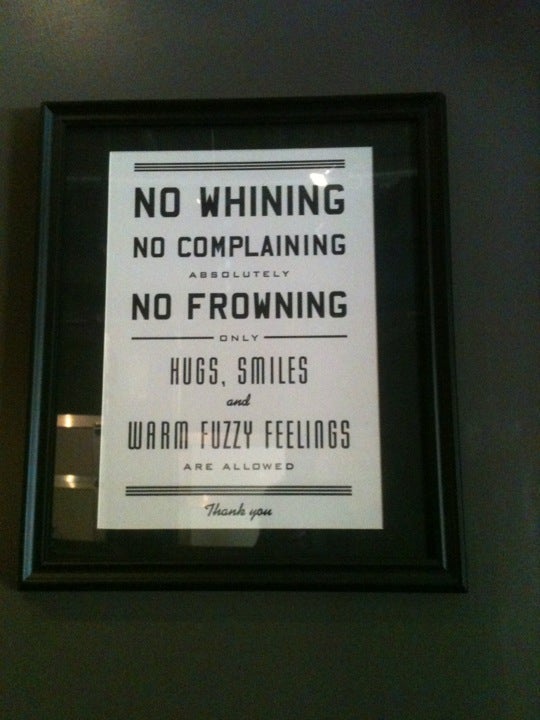 NO WHINING
NO COMPLAINING
ABSOLUTELY
NO FROWNING
ONLY
HUGS, SMILES
and
WARM FUZZY FEELINGS
ARE ALLOWED
Thank you